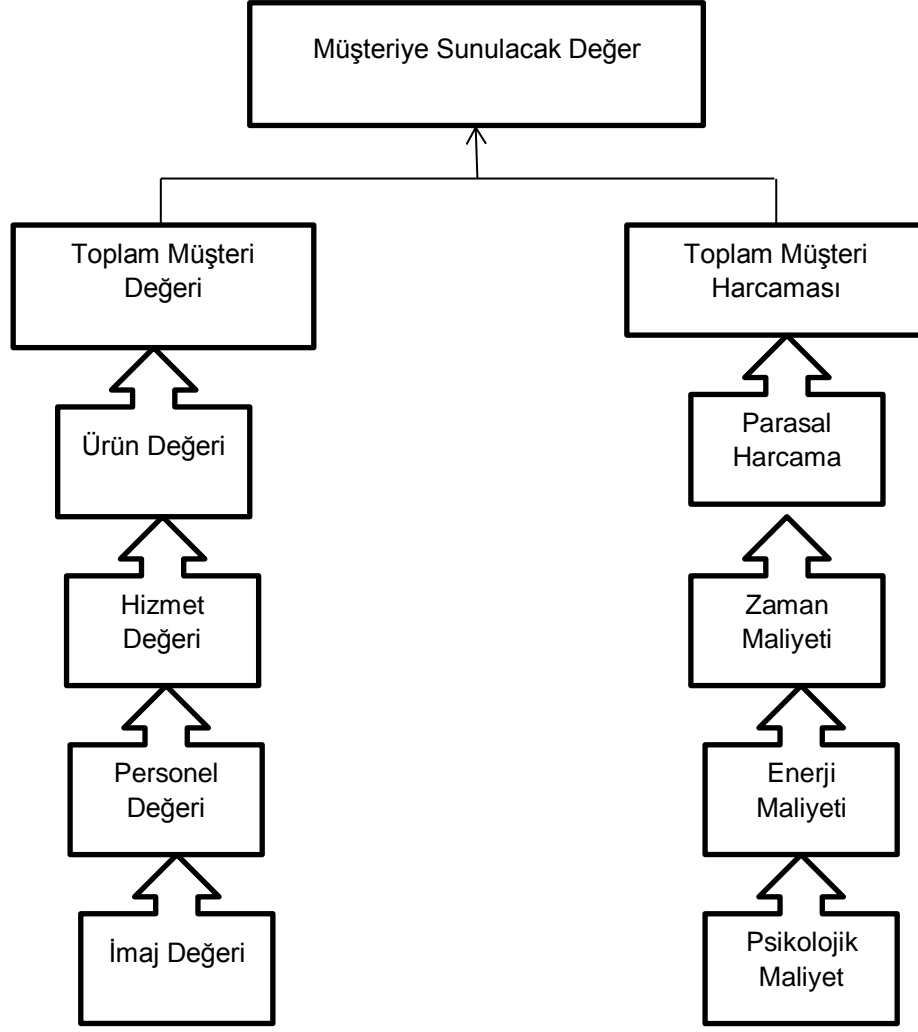 Müşteriye Sunulacak Değer
Toplam Müşteri
Değeri
Toplam Müşteri
Harcaması
Ürün Değeri
Parasal
Harcama
Hizmet
Değeri
Zaman
Maliyeti
Personel
Değeri
Enerji
Maliyeti
İmaj Değeri
Psikolojik
Maliyet